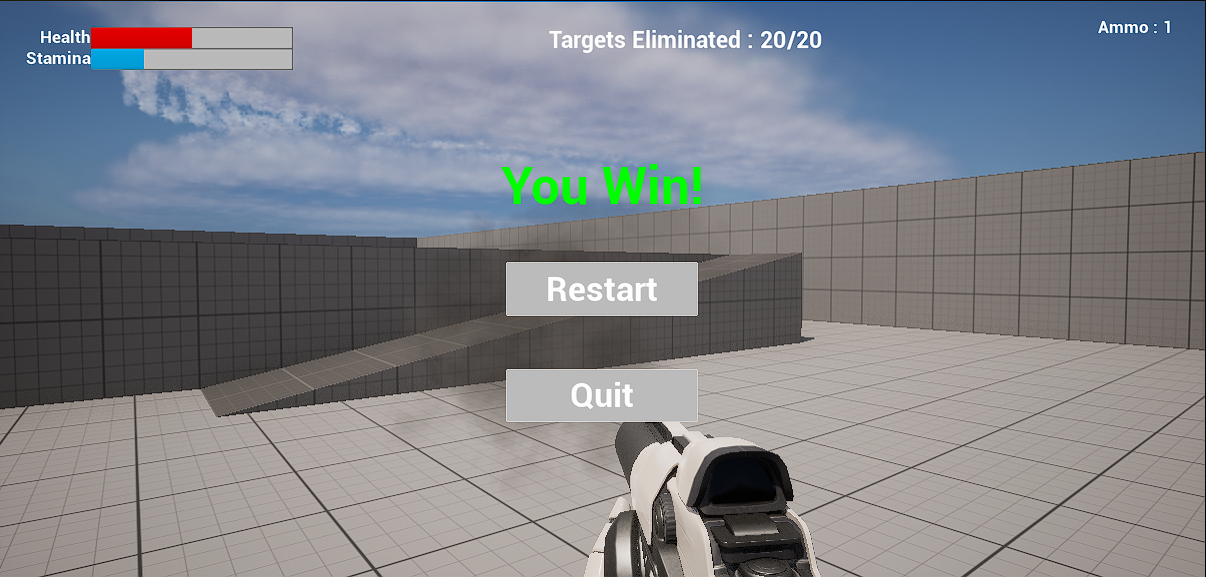 Health
Stamina
Targets Eliminated : 20/20
Ammo : 1
You Win!
Restart
Quit